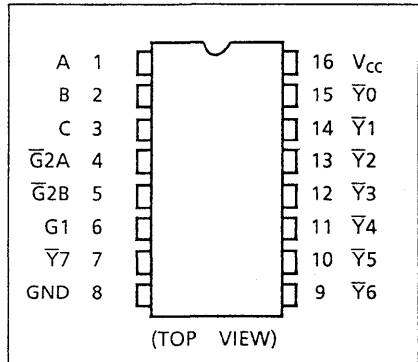 A 1 16 V_CC
B 2 15 Y̅0
C 3 14 Y̅1
G̅2A 4 13 Y̅2
G̅2B 5 12 Y̅3
G1 6 11 Y̅4
Y̅7 7 10 Y̅5
GND 8 9 Y̅6
(TOP VIEW)